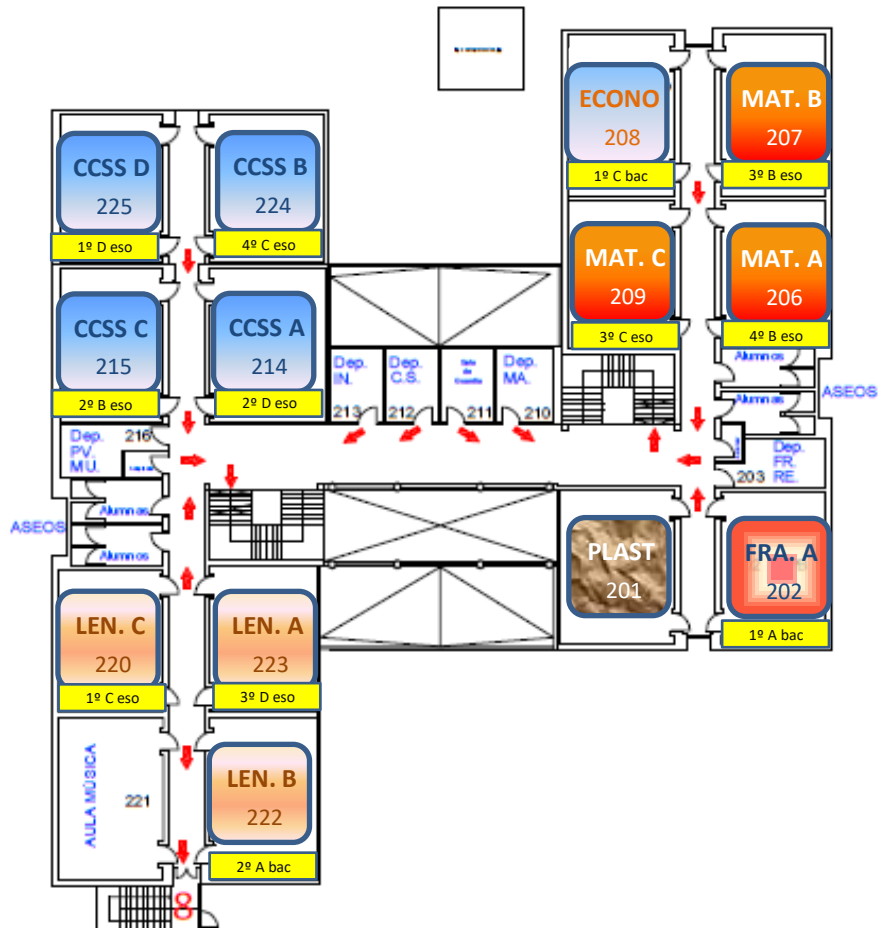 ECONO
208
1º C bac
MAT. B
207
3º B eso
CCSS D
225
1º D eso
CCSS B
224
4º C eso
MAT. C
209
3º C eso
MAT. A
206
4º B eso
CCSS C
215
2º B eso
CCSS A
214
2º D eso
Dep.
IN.
213
Dep.
C.S.
212
211
Dep.
MA.
210
Alumnos
Alumnas
ASEOS
Dep.
PV.
MU.
216
Dep.
FR.
RE.
203
ASEOS
Alumnas
Alumnos
PLAST
201
FRA. A
202
1º A bac
LEN. C
220
1º C eso
LEN. A
223
3º D eso
AULA MÚSICA
221
LEN. B
222
2º A bac